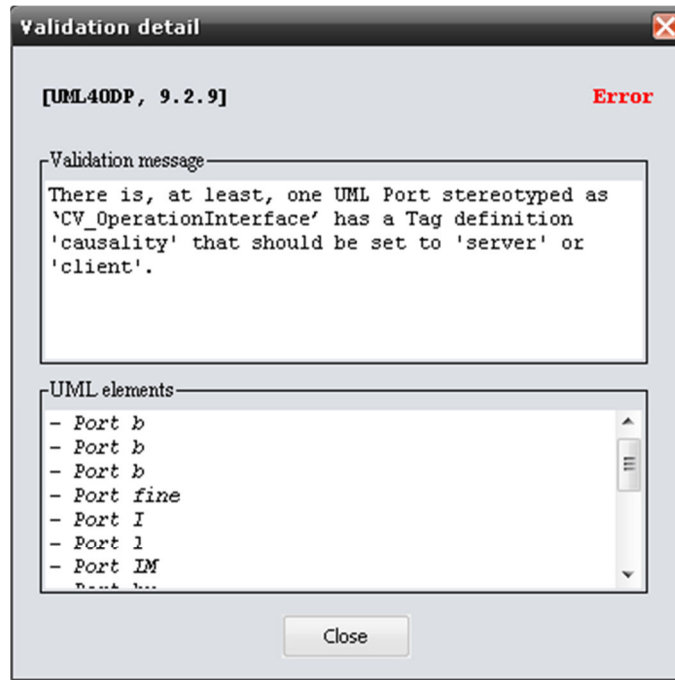 Validation detail
[UML4ODP, 9.2.9] Error
Validation message
There is, at least, one UML Port stereotyped as
‘CV_OperationInterface’ has a Tag definition
'causality' that should be set to 'server' or
'client'.
UML elements
- Port b
- Port b
- Port b
- Port fine
- Port I
- Port l
- Port IM
Close